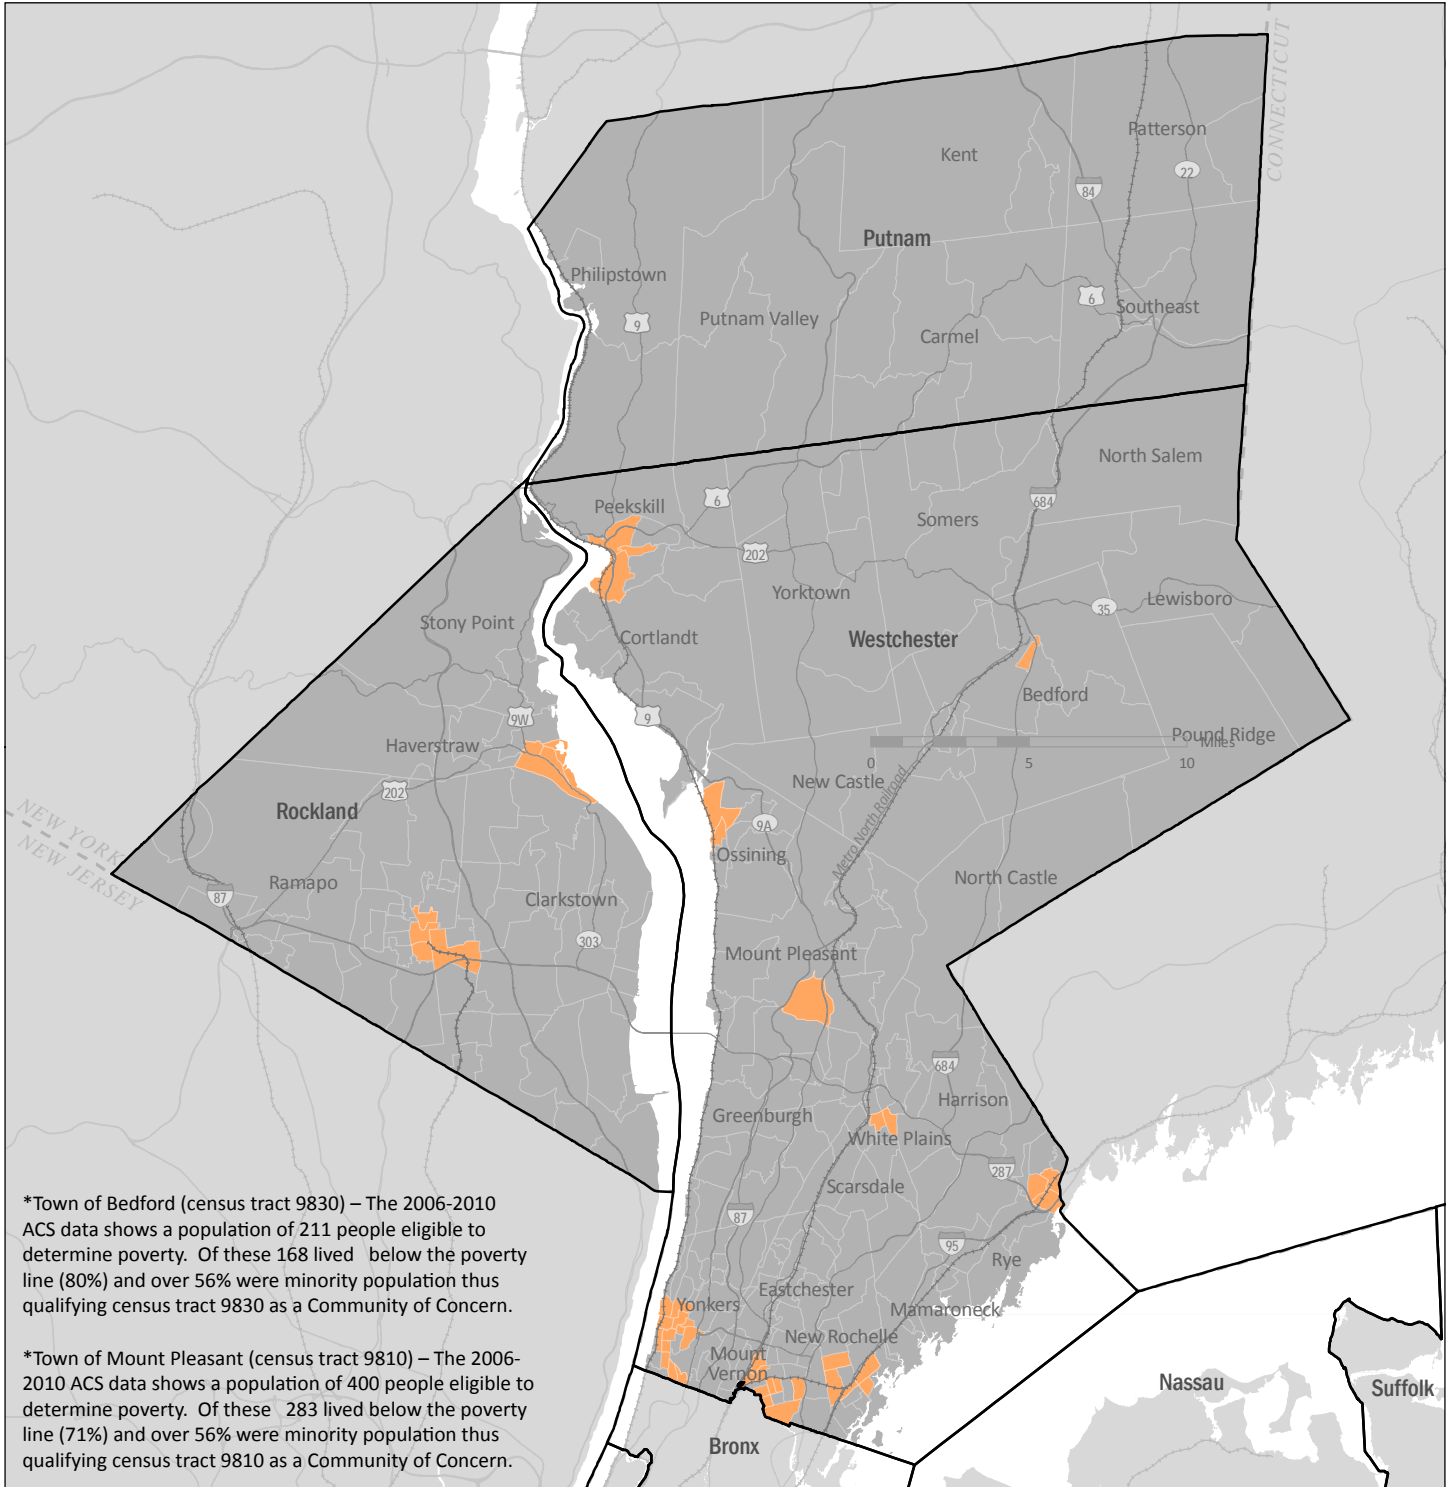 CONNECTICUT
Patterson
Kent
22
84
Putnam
Philipstown
6
Southeast
9
Putnam Valley
Carmel
North Salem
6
684
Peekskill
Somers
202
Yorktown
35
Lewisboro
Stony Point
Cortlandt
Westchester
Bedford
9W
9
Haverstraw
Pound Ridge
Miles
0
5
10
New Castle
202
Rockland
9A
Metro North Railroad
NEW YORK
NEW JERSEY
Ossining
Ramapo
North Castle
87
Clarkstown
303
Mount Pleasant
684
Harrison
Greenburgh
White Plains
287
Scarsdale
87
95
Rye
Eastchester
Yonkers
Mamaroneck
New Rochelle
Mount
Vernon
Nassau
Suffolk
Bronx
*Town of Bedford (census tract 9830) – The 2006-2010
ACS data shows a population of 211 people eligible to
determine poverty.  Of these 168 lived   below the poverty
line (80%) and over 56% were minority population thus
qualifying census tract 9830 as a Community of Concern.
*Town of Mount Pleasant (census tract 9810) – The 2006-
2010 ACS data shows a population of 400 people eligible to
determine poverty.  Of these   283 lived below the poverty
line (71%) and over 56% were minority population thus
qualifying census tract 9810 as a Community of Concern.